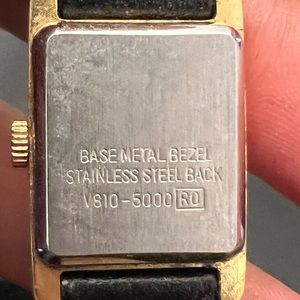 BASE METAL BEZEL
STAINLESS STEEL BACK
V810-5000 R0